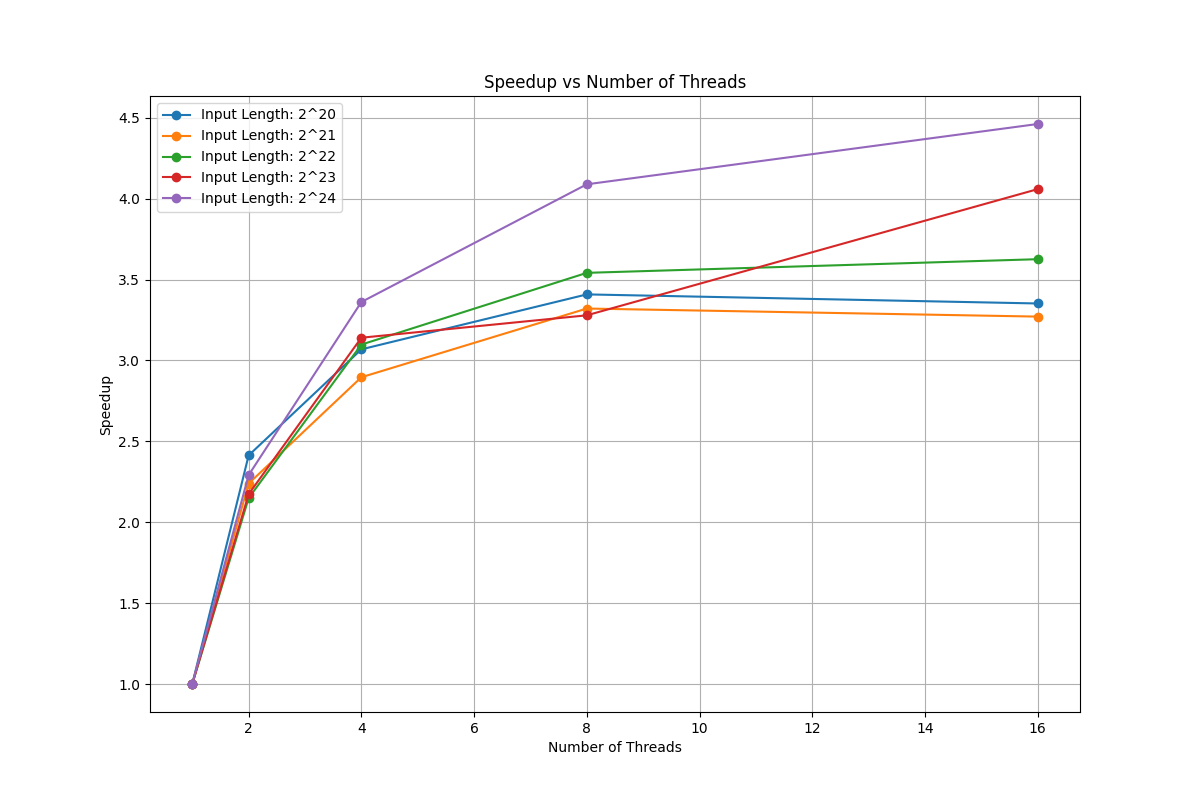 Speedup vs Number of Threads
Input Length: 2^20
Input Length: 2^21
Input Length: 2^22
Input Length: 2^23
Input Length: 2^24
4.5
4.0
3.5
3.0
2.5
2.0
1.5
1.0
Speedup
2 4 6 8 10 12 14 16
Number of Threads